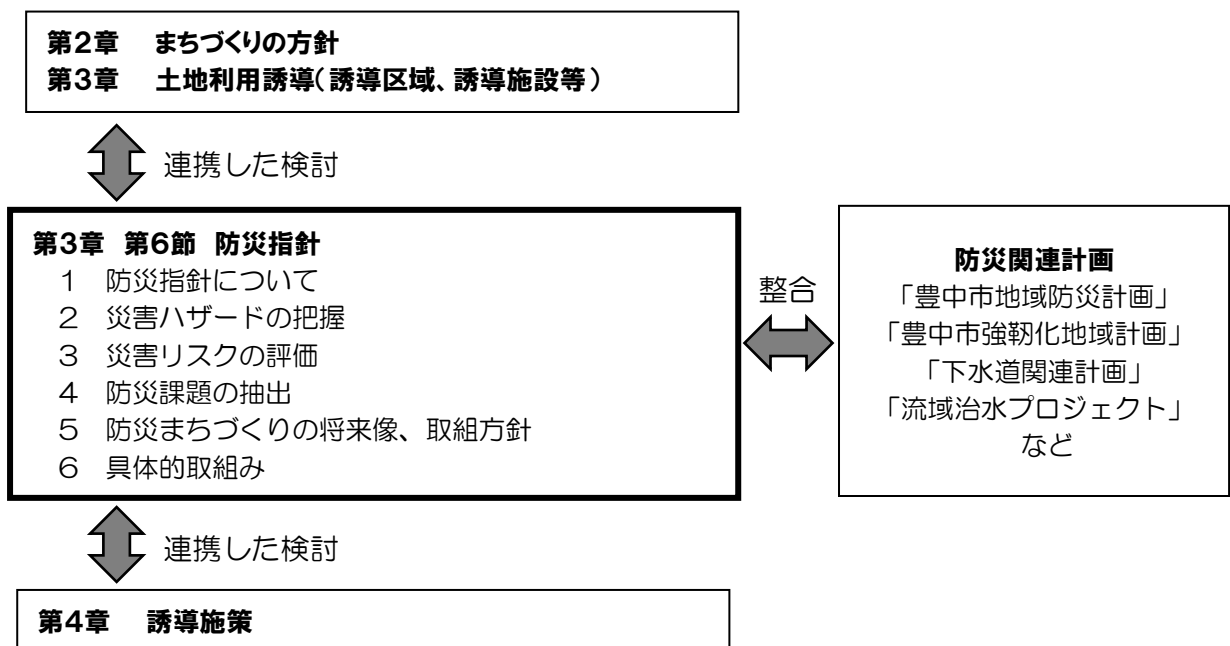 第2章　まちづくりの方針
第3章　土地利用誘導(誘導区域、誘導施設等)
連携した検討
第3章 第6節 防災指針
1 防災指針について
2 災害ハザードの把握
3 災害リスクの評価
4 防災課題の抽出
5 防災まちづくりの将来像、取組方針
6 具体的取組み
整合
防災関連計画
「豊中市地域防災計画」
「豊中市強靭化地域計画」
「下水道関連計画」
「流域治水プロジェクト」
など
連携した検討
第4章　誘導施策